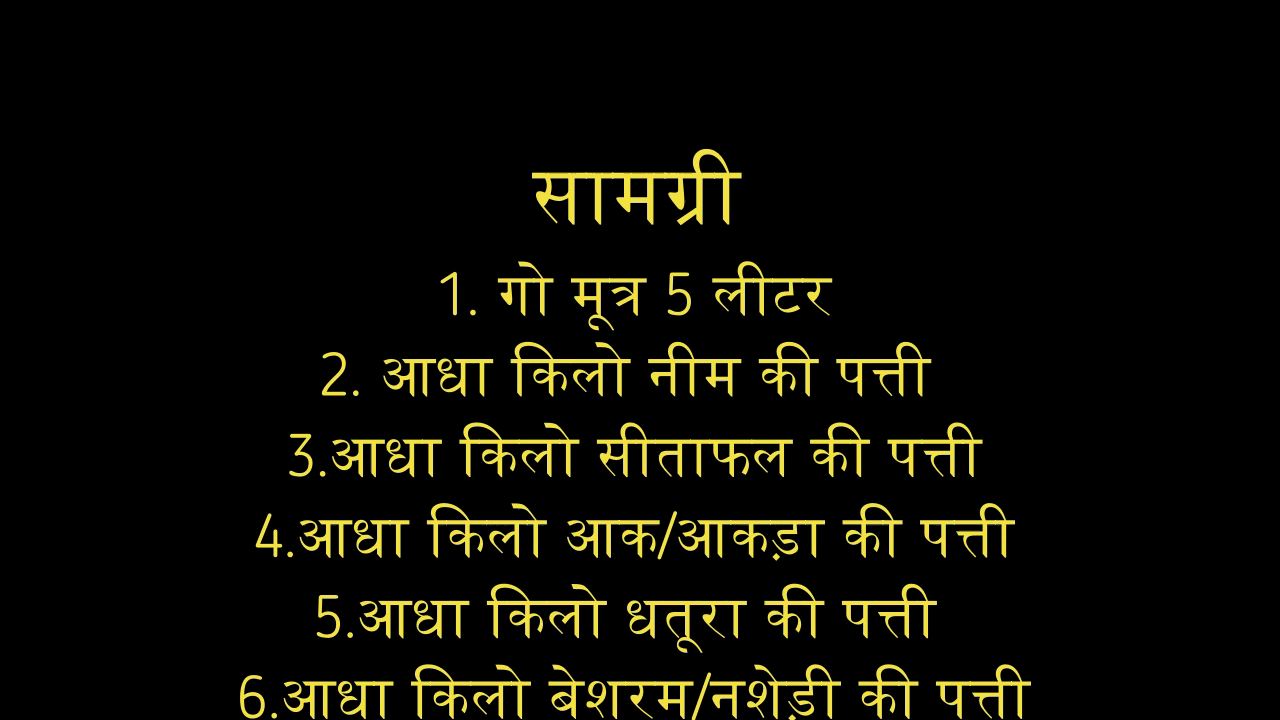 सामग्री
1. गो मूत्र 5 लीटर
2. आधा किलो नीम की पत्ती
3.आधा किलो सीताफल की पत्ती
4.आधा किलो आक/आकड़ा की पत्ती
5.आधा किलो धतूरा की पत्ती
6.आधा किलो बेशरम/नशेड़ी की पत्ती